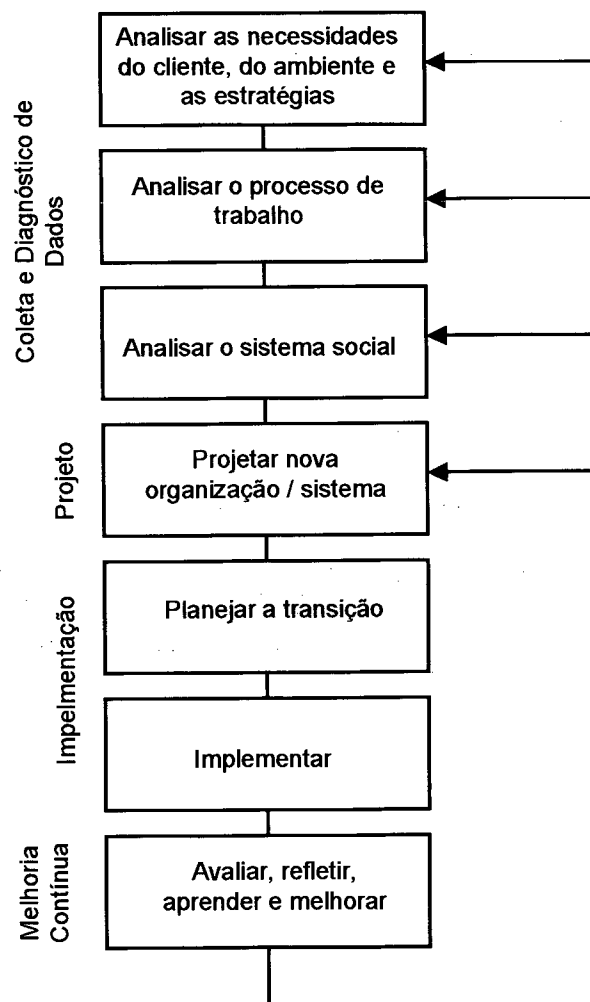 Analisar as necessidades
do cliente, do ambiente e
as estratégias
Coleta e Diagnóstico de
Dados
Analisar o processo de
trabalho
Analisar o sistema social
Projeto
Projetar nova
organização / sistema
Impelmentação
Planejar a transição
Implementar
Melhoria
Contínua
Avaliar, refletir,
aprender e melhorar